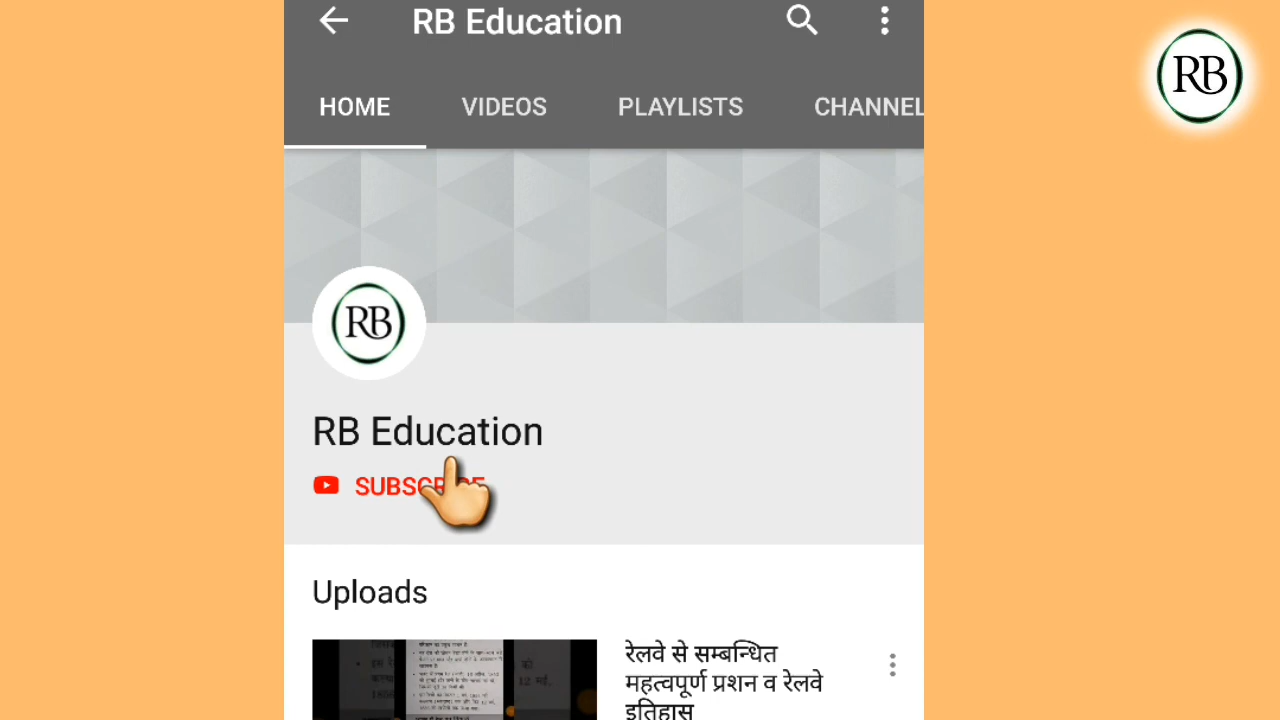 RB Education
RB
HOME VIDEOS PLAYLISTS CHANNEL
RB
RB Education
SUBSCRIBE
Uploads
रेलवे से सम्बन्धित
महत्वपूर्ण प्रशन व रेलवे
इतिहास